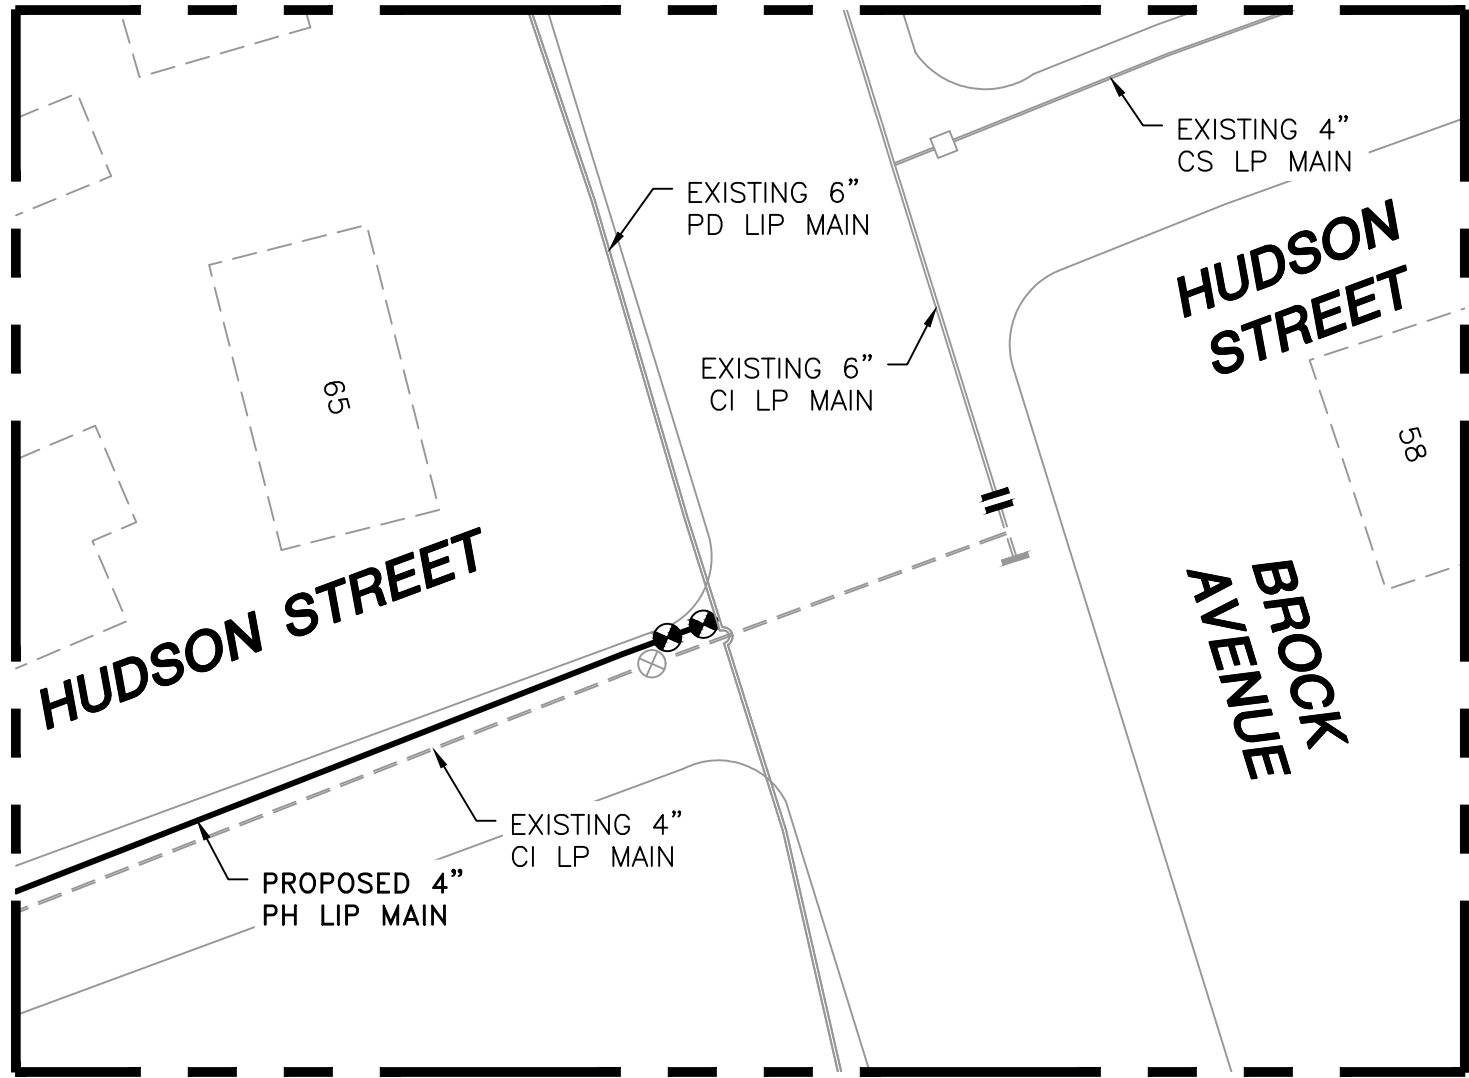 EXISTING 4"
CS LP MAIN
EXISTING 6"
PD LIP MAIN
HUDSON
STREET
EXISTING 6"
CI LP MAIN
65
58
HUDSON STREET
BROCK
AVENUE
EXISTING 4"
CI LP MAIN
PROPOSED 4"
PH LIP MAIN